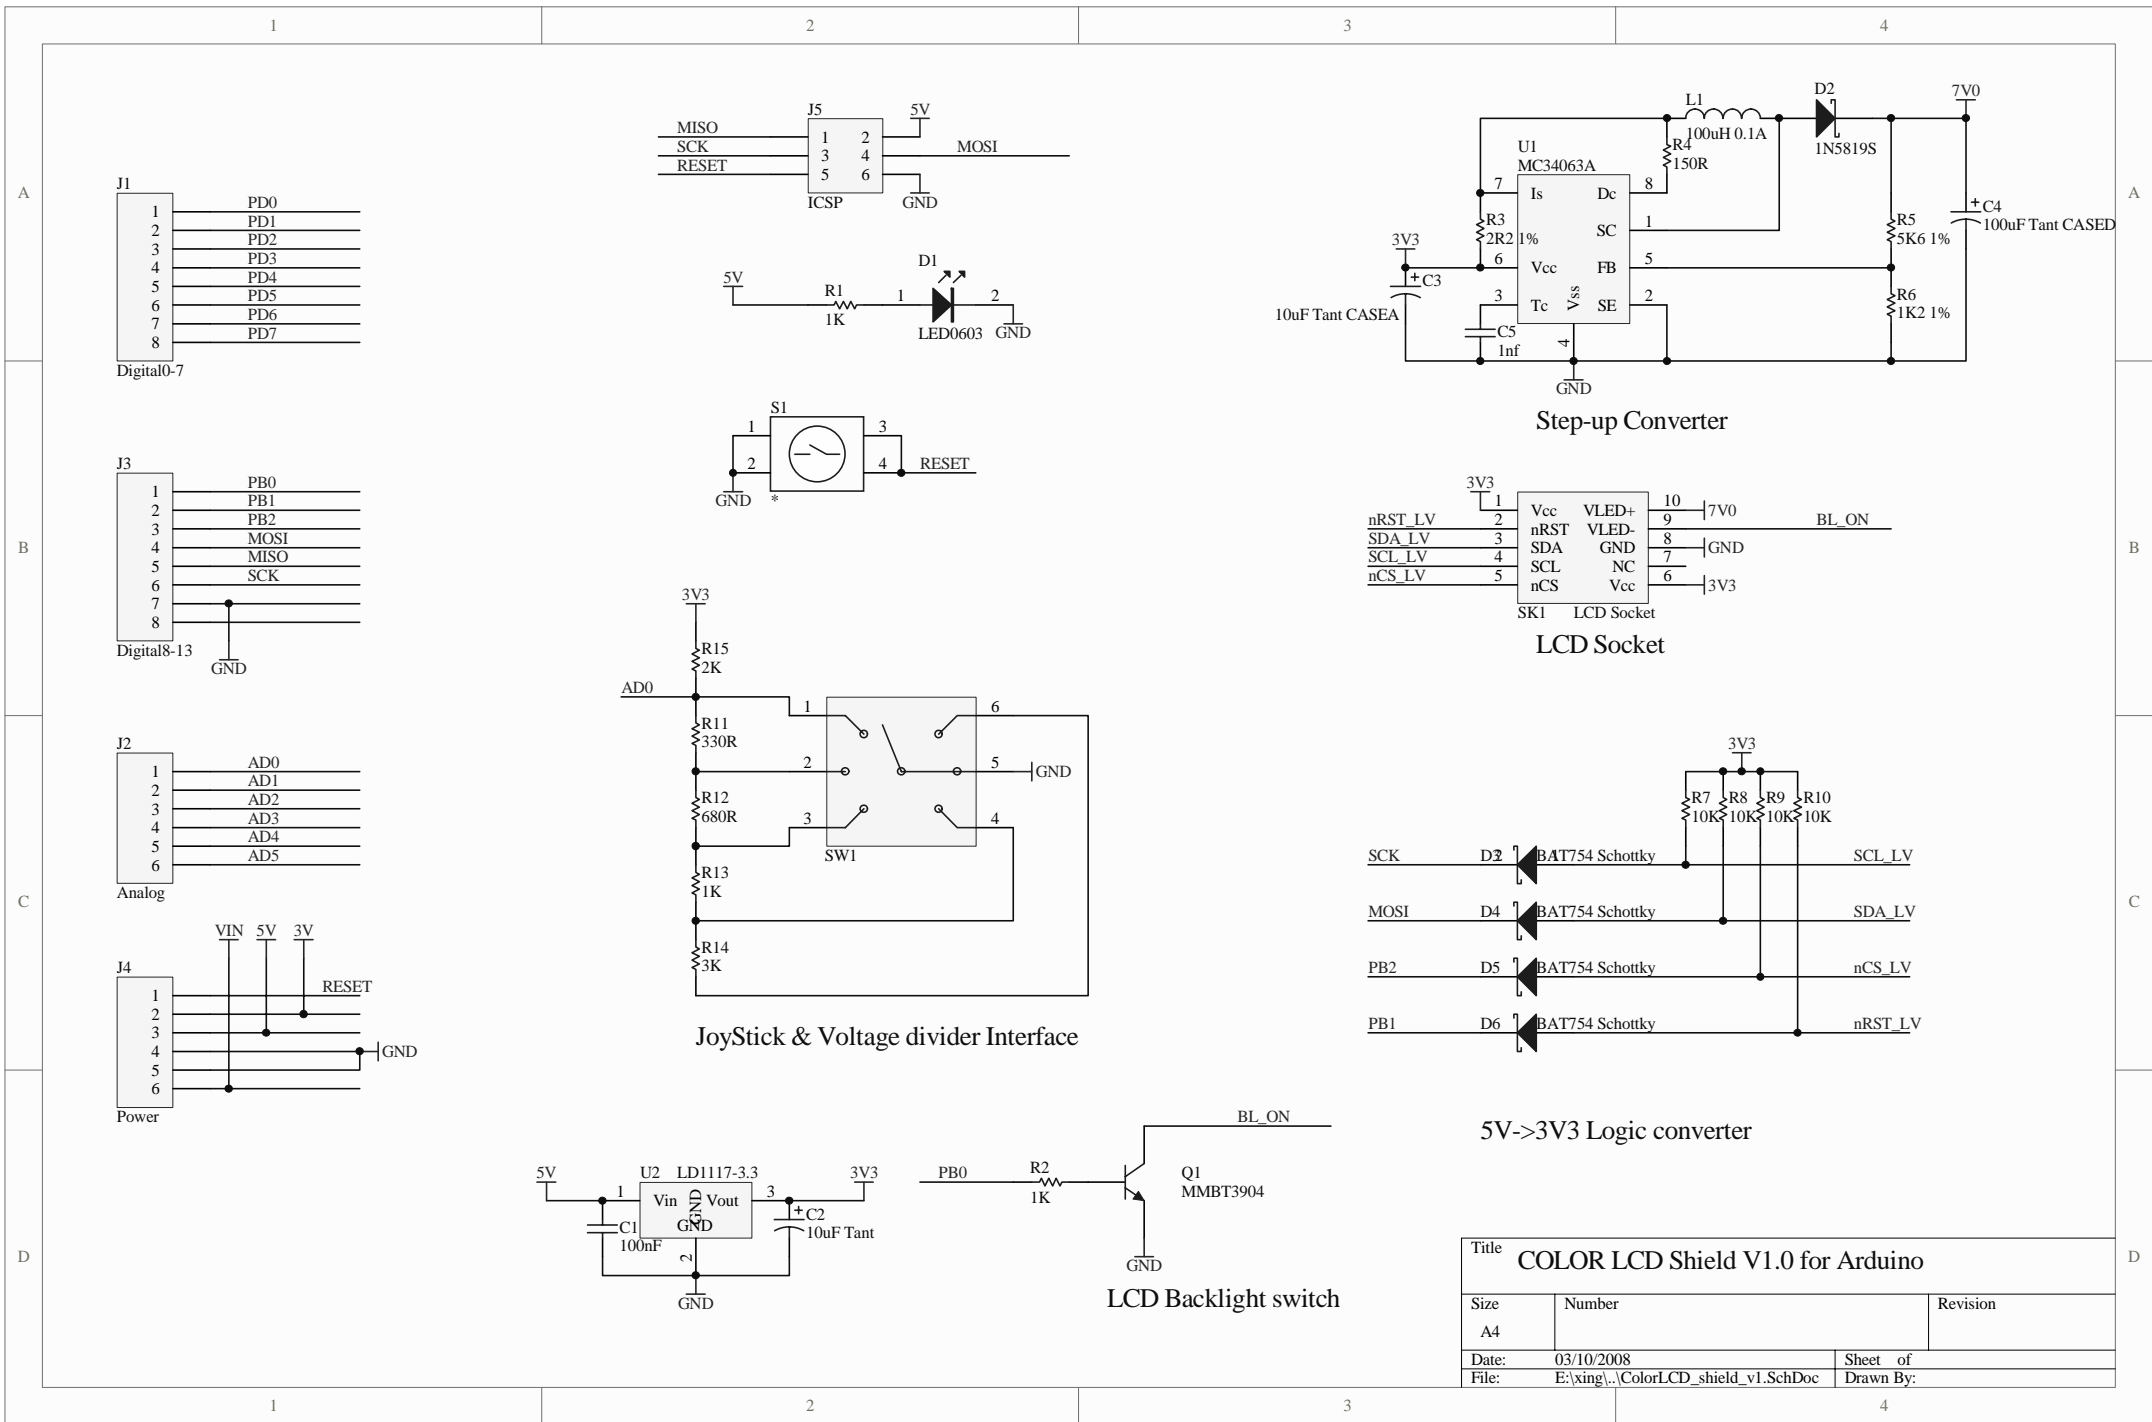 1 2 3 4
A
B
C
D
A
B
C
D
1 2 3 4
J1
1 PD0
2 PD1
3 PD2
4 PD3
5 PD4
6 PD5
7 PD6
8 PD7
Digital0-7
J3
1 PB0
2 PB1
3 PB2
4 MOSI
5 MISO
6 SCK
7
8
Digital8-13
GND
J2
1 AD0
2 AD1
3 AD2
4 AD3
5 AD4
6 AD5
Analog
VIN 5V 3V
J4
1 RESET
2
3
4 GND
5
6
Power
J5
5V
MISO 1 2
SCK 3 4 MOSI
RESET 5 6
ICSP GND
D1
5V
R1 1 2
1K
LED0603 GND
S1
1 3
2 4 RESET
GND *
3V3
R15
2K
AD0
R11
330R
R12
680R
R13
1K
R14
3K
1 6
2 5 GND
3 4
SW1
JoyStick & Voltage divider Interface
5V U2 LD1117-3.3 3V3
1 Vin GND Vout 3
GND
C1
100nF
2
C2
10uF Tant
GND
BL_ON
PB0 R2
1K
Q1
MMBT3904
GND
LCD Backlight switch
L1
100uH 0.1A
D2
1N5819S
7V0
R4
150R
U1
MC34063A
7 Is Dc 8
SC 1
6 Vcc FB 5
3 Tc Vss SE 2
4
R3
2R2 1%
3V3
C3
10uF Tant CASEA
C5
1nf
R5
5K6 1%
R6
1K2 1%
C4
100uF Tant CASED
GND
Step-up Converter
3V3
1 Vcc VLED+ 10 7V0
nRST_LV 2 nRST VLED- 9 BL_ON
SDA_LV 3 SDA GND 8 GND
SCL_LV 4 SCL NC 7
nCS_LV 5 nCS Vcc 6 3V3
SK1 LCD Socket
LCD Socket
3V3
R7 R8 R9 R10
10K 10K 10K 10K
SCK D3 2 1 BAT754 Schottky SCL_LV
MOSI D4 BAT754 Schottky SDA_LV
PB2 D5 BAT754 Schottky nCS_LV
PB1 D6 BAT754 Schottky nRST_LV
5V->3V3 Logic converter
Title COLOR LCD Shield V1.0 for Arduino
Size Number Revision
A4
Date: 03/10/2008 Sheet of
File: E:\xing\..\ColorLCD_shield_v1.SchDoc Drawn By: